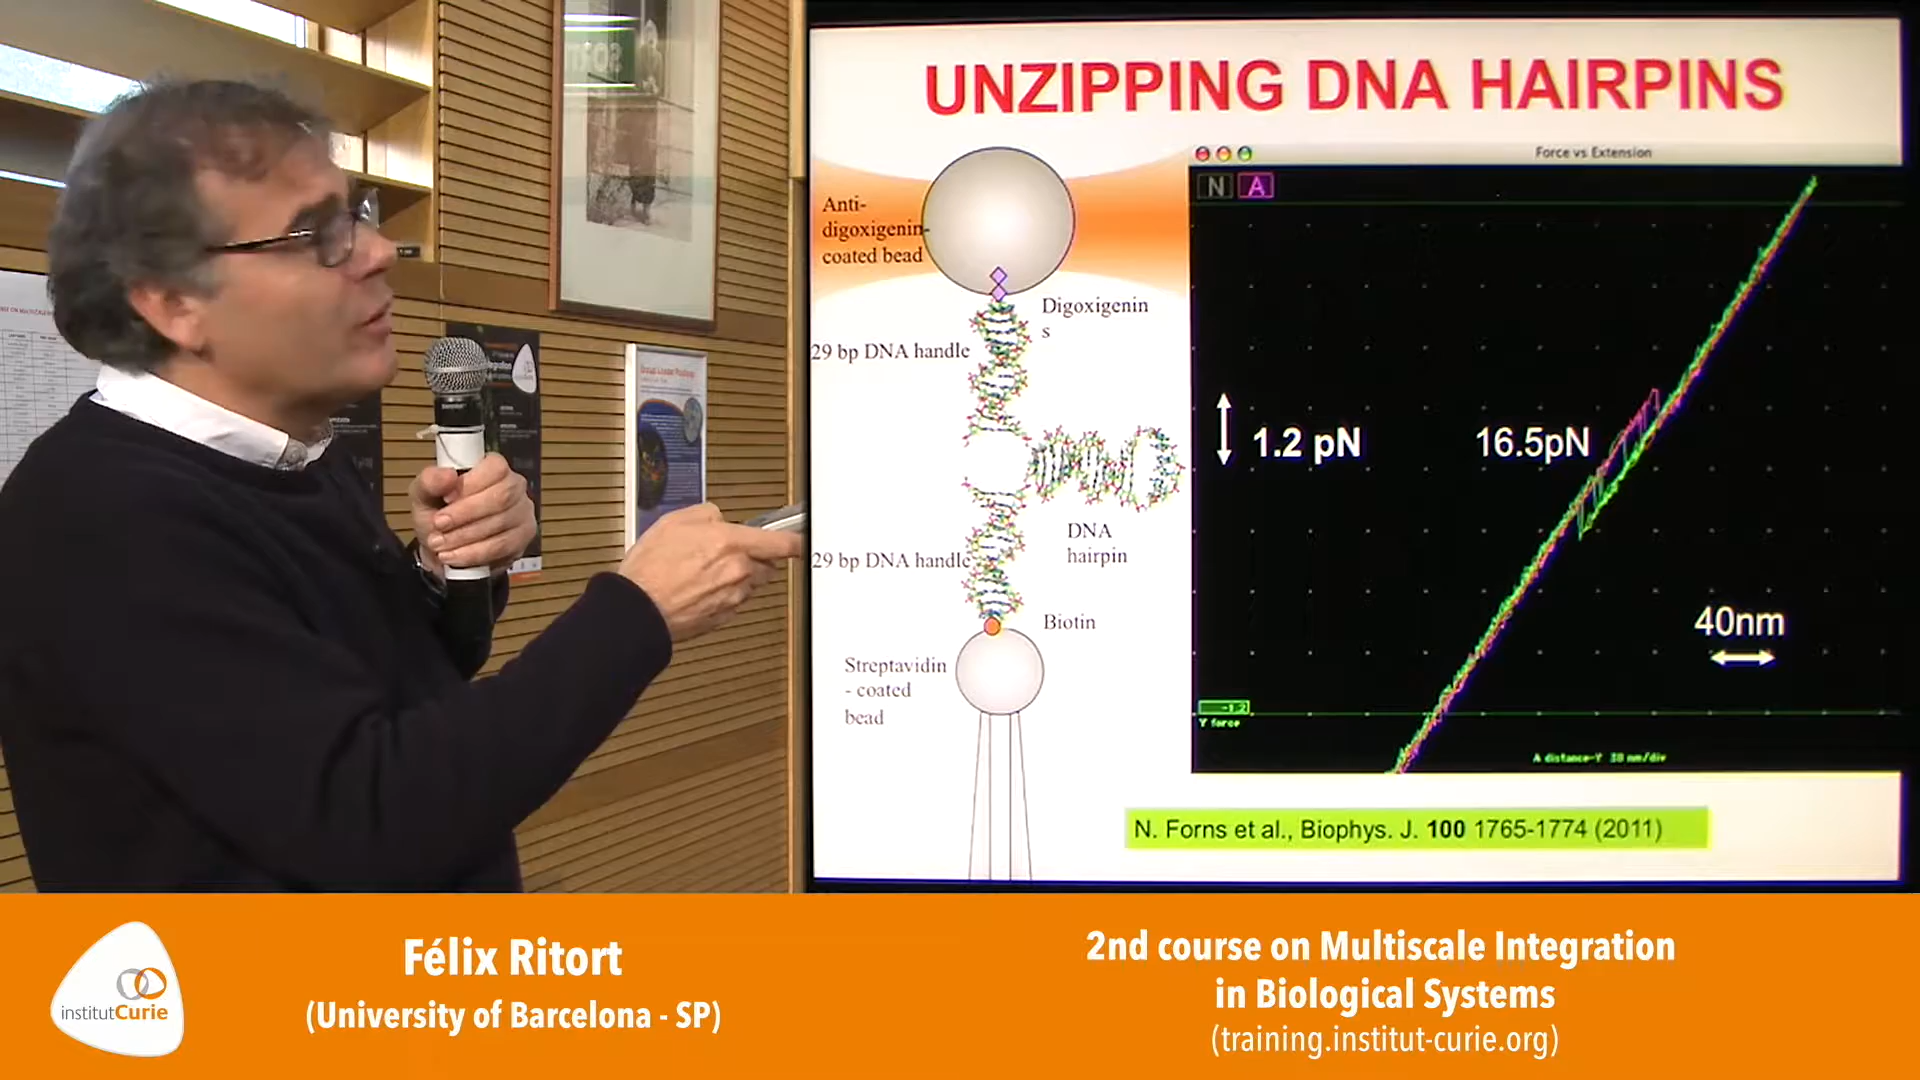 UNZIPPING DNA HAIRPINS
Anti-
digoxigenin-
coated bead
Digoxigenin
s
29 bp DNA handle
DNA
hairpin
29 bp DNA handle
Biotin
Streptavidin
- coated
bead
Force vs Extension
N A
1.2 pN
16.5pN
40nm
-1.2
Y force
A distance-Y 30 nm/div
N. Forns et al., Biophys. J. 100 1765-1774 (2011)
institutCurie
Félix Ritort
(University of Barcelona - SP)
2nd course on Multiscale Integration
in Biological Systems
(training.institut-curie.org)